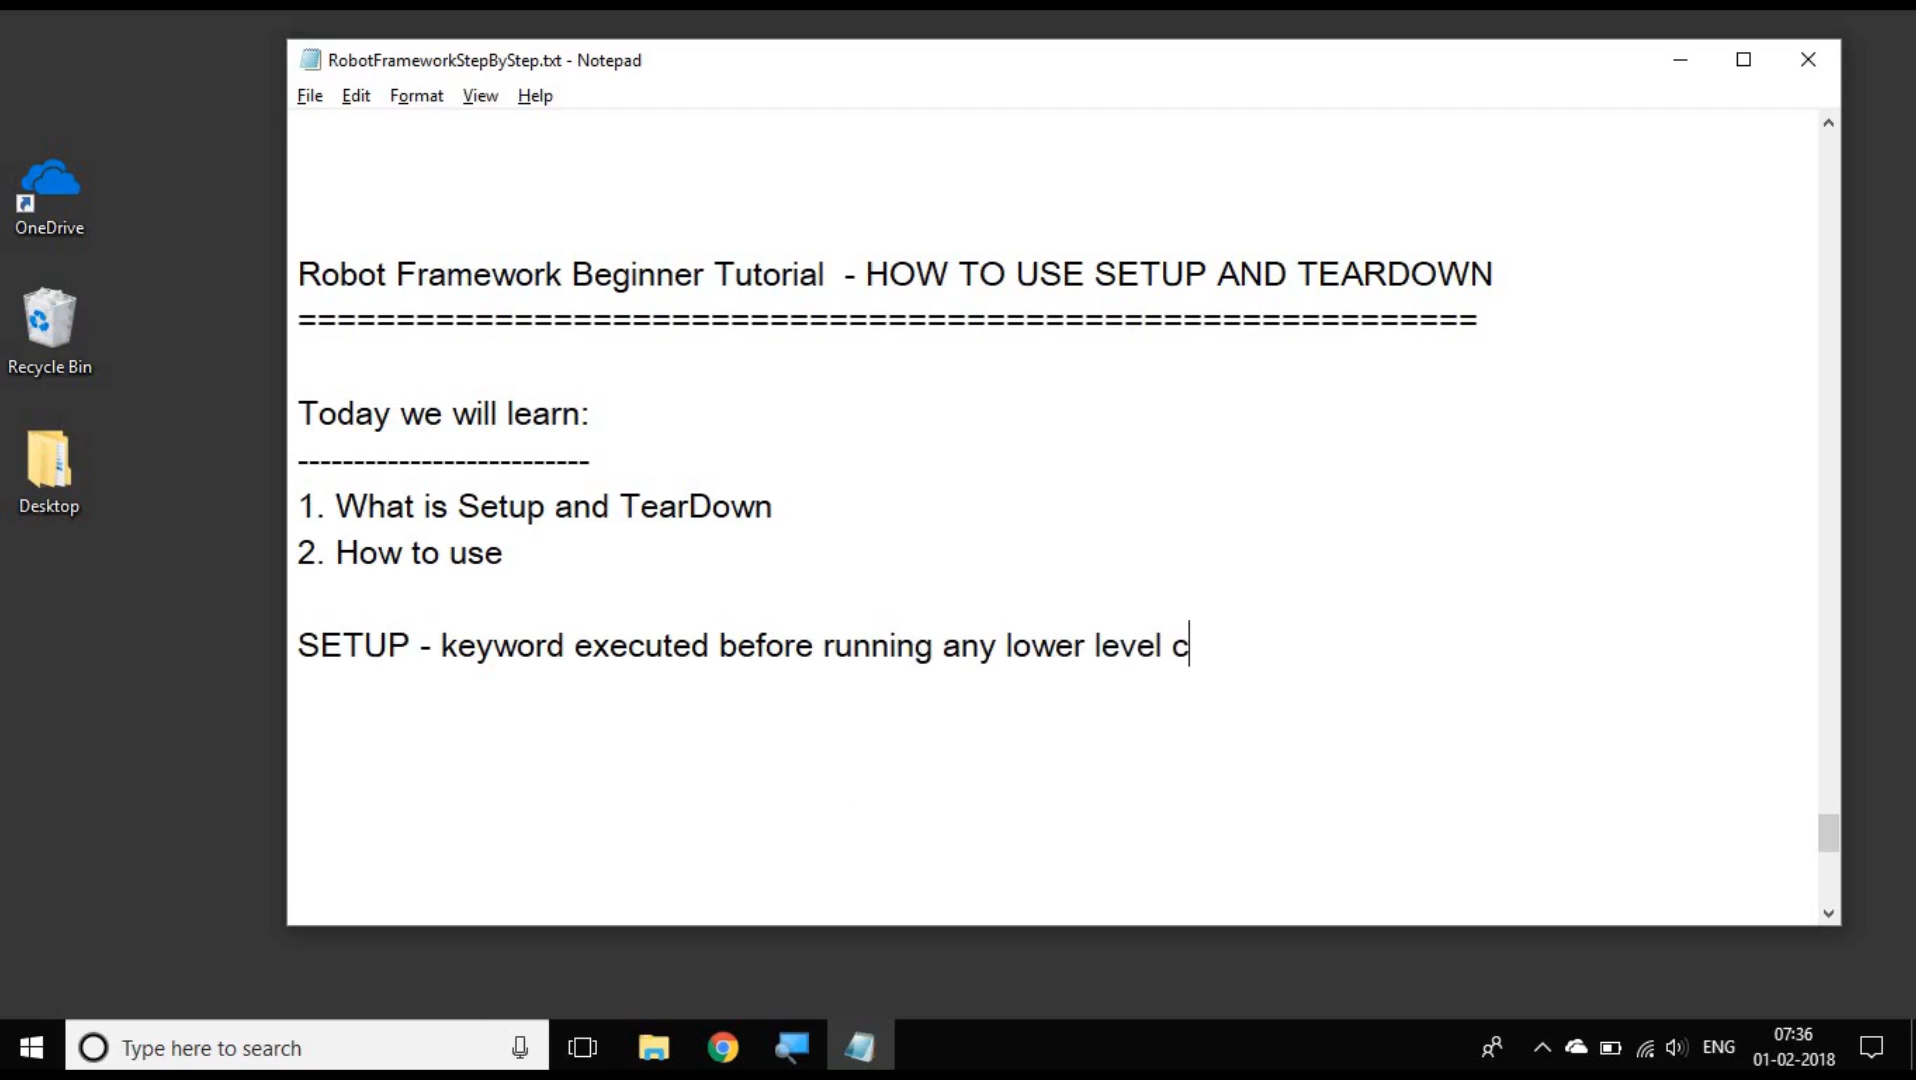 RobotFrameworkStepByStep.txt - Notepad
File Edit Format View Help
OneDrive
Recycle Bin
Desktop
Robot Framework Beginner Tutorial  - HOW TO USE SETUP AND TEARDOWN
============================================================
Today we will learn:
--------------------------
1. What is Setup and TearDown
2. How to use
SETUP - keyword executed before running any lower level c
Type here to search
ENG
07:36
01-02-2018